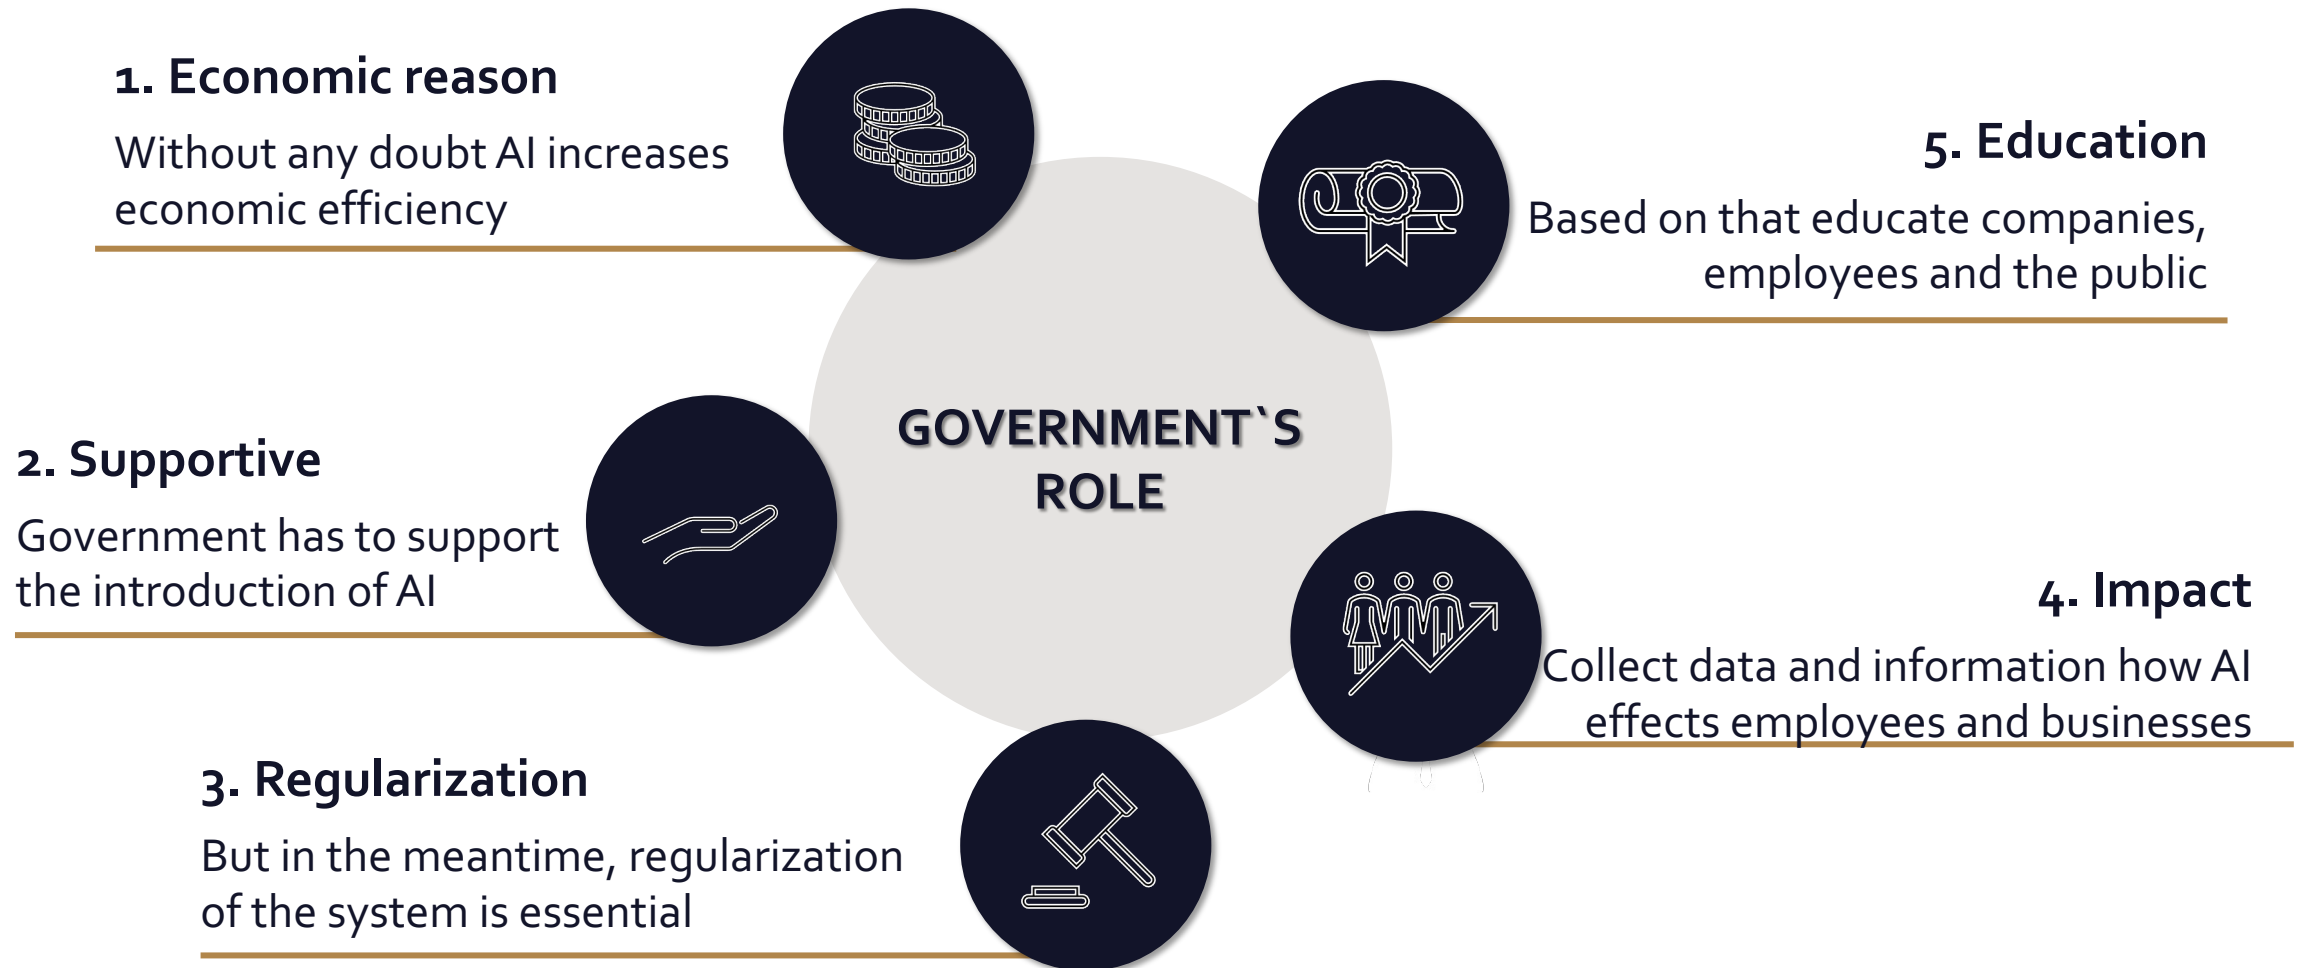 1. Economic reason
Without any doubt AI increases
economic efficiency
2. Supportive
Government has to support
the introduction of AI
3. Regularization
But in the meantime, regularization
of the system is essential
GOVERNMENT`S
ROLE
5. Education
Based on that educate companies,
employees and the public
4. Impact
Collect data and information how AI
effects employees and businesses